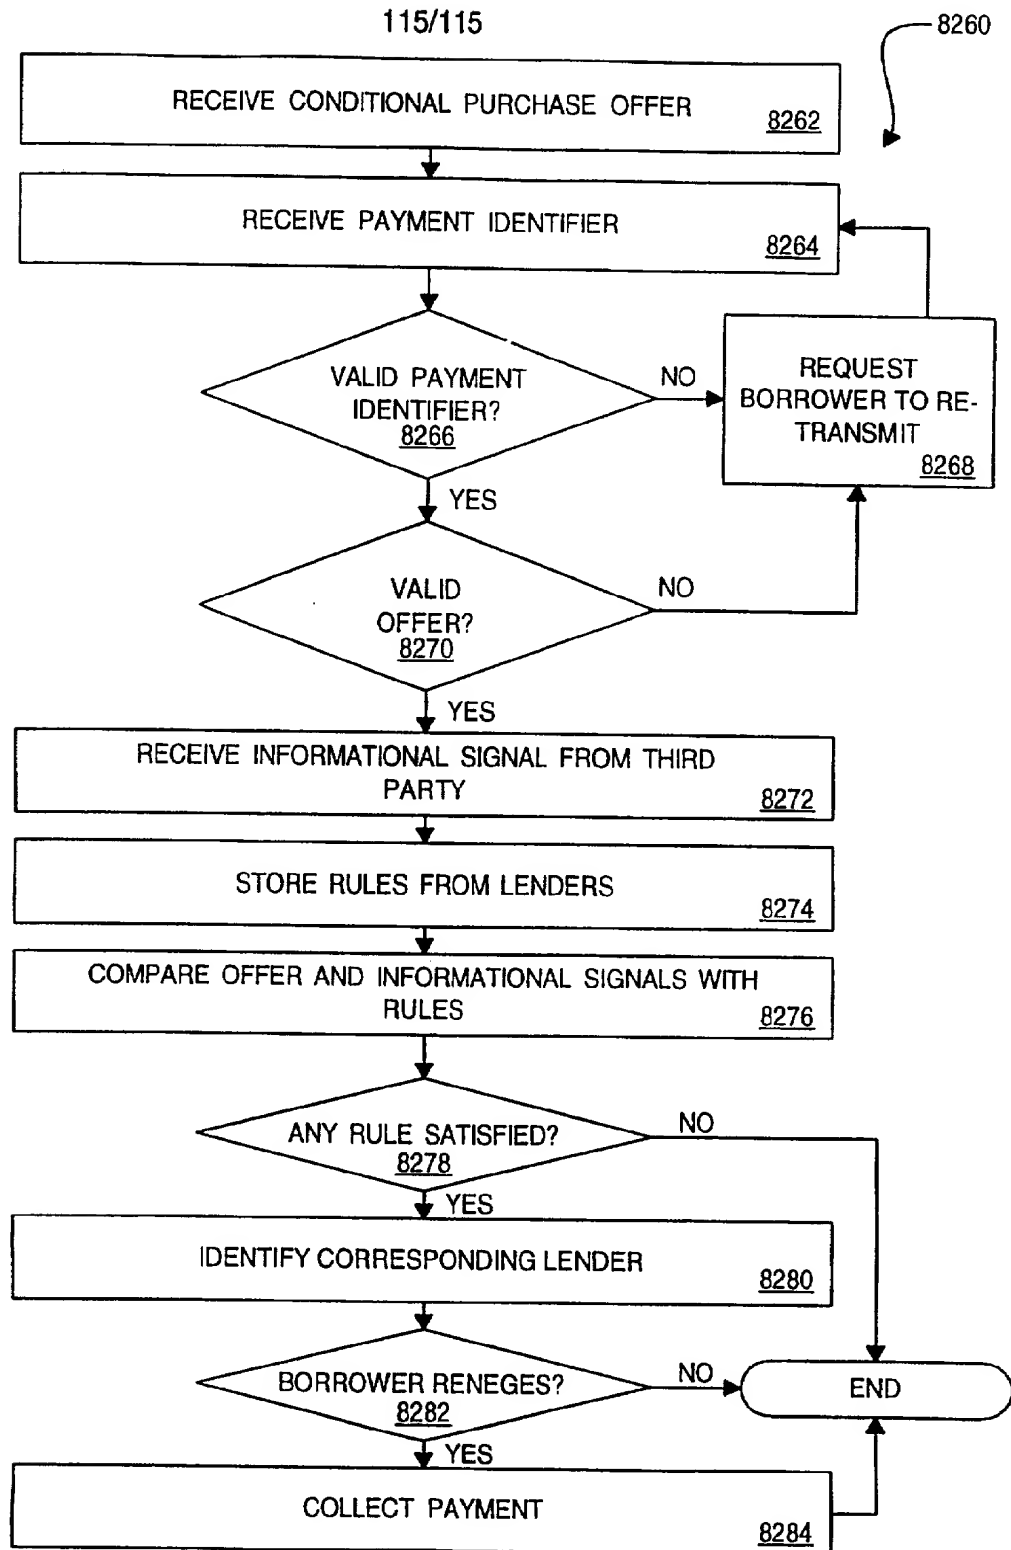 115/115
8260
RECEIVE CONDITIONAL PURCHASE OFFER
8262
RECEIVE PAYMENT IDENTIFIER
8264
VALID PAYMENT
IDENTIFIER?
8266
NO
REQUEST
BORROWER TO RE-
TRANSMIT
8268
YES
VALID
OFFER?
8270
NO
YES
RECEIVE INFORMATIONAL SIGNAL FROM THIRD
PARTY
8272
STORE RULES FROM LENDERS
8274
COMPARE OFFER AND INFORMATIONAL SIGNALS WITH
RULES
8276
ANY RULE SATISFIED?
8278
NO
YES
IDENTIFY CORRESPONDING LENDER
8280
BORROWER RENEGES?
8282
NO
END
YES
COLLECT PAYMENT
8284